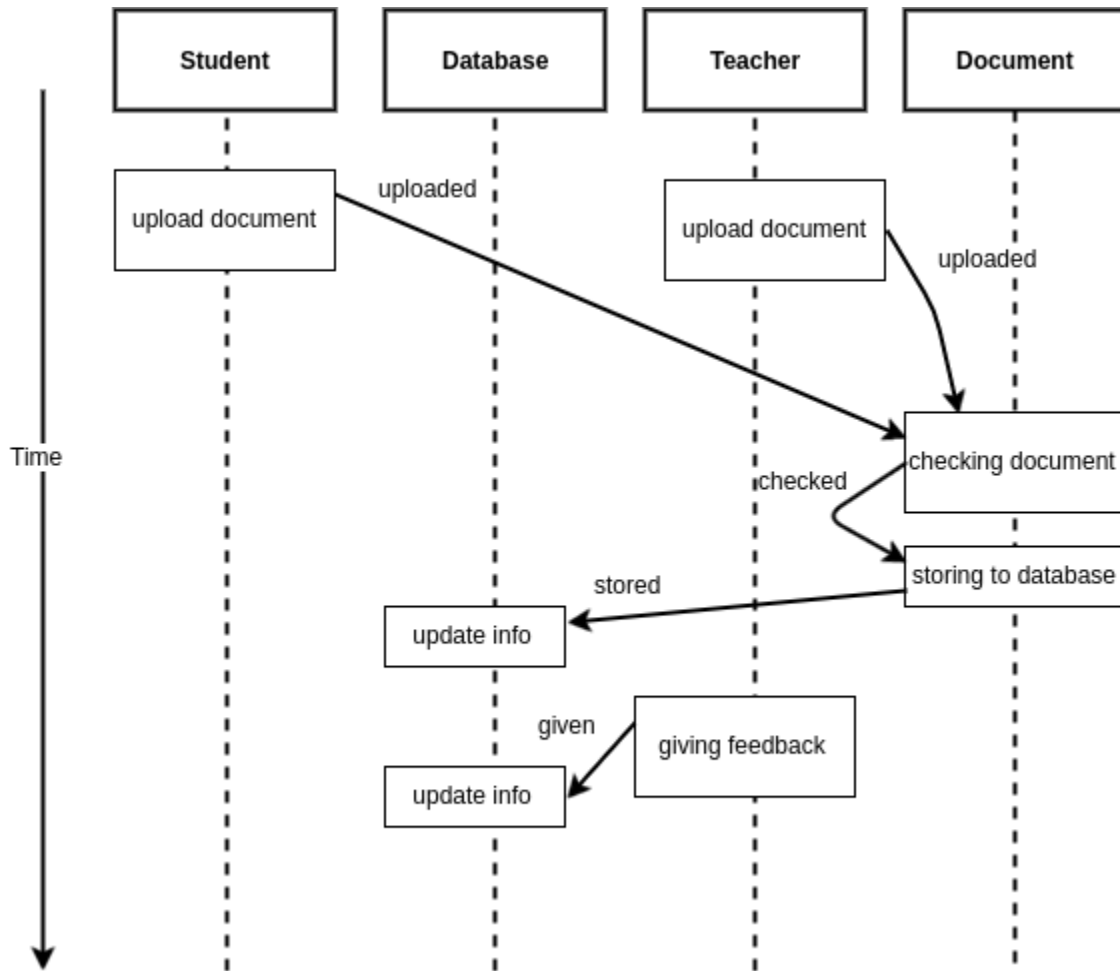 Student
Database
Teacher
Document
upload document
uploaded
upload document
uploaded
Time
checking document
checked
storing to database
stored
update info
given
giving feedback
update info